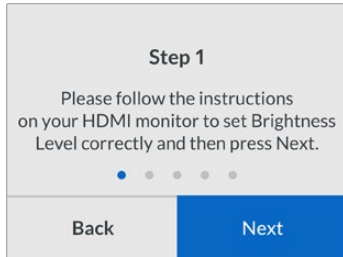 Step 1
Please follow the instructions
on your HDMI monitor to set Brightness
Level correctly and then press Next.
Back
Next